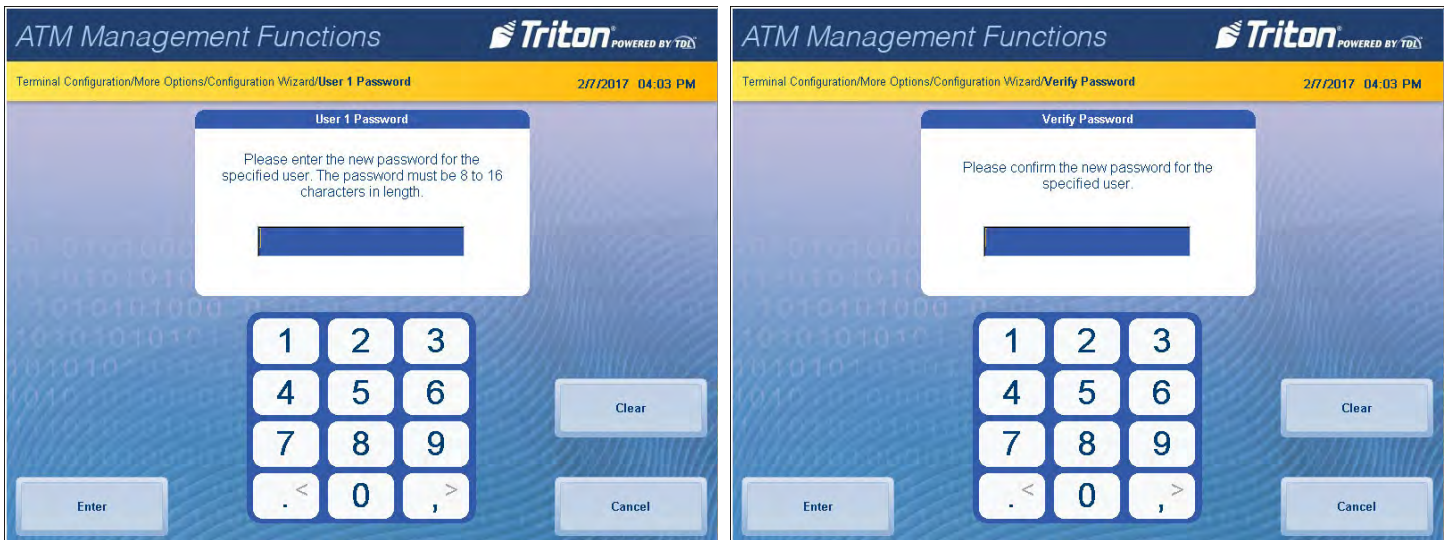 ATM Management Functions
Triton POWERED BY TDL
Terminal Configuration/More Options/Configuration Wizard/User 1 Password 2/7/2017 04:03 PM
User 1 Password
Please enter the new password for the
specified user. The password must be 8 to 16
characters in length.
1 2 3
4 5 6
7 8 9
. < 0 , >
Clear
Enter
Cancel
ATM Management Functions
Triton POWERED BY TDL
Terminal Configuration/More Options/Configuration Wizard/Verify Password 2/7/2017 04:03 PM
Verify Password
Please confirm the new password for the
specified user.
1 2 3
4 5 6
7 8 9
. < 0 , >
Clear
Enter
Cancel